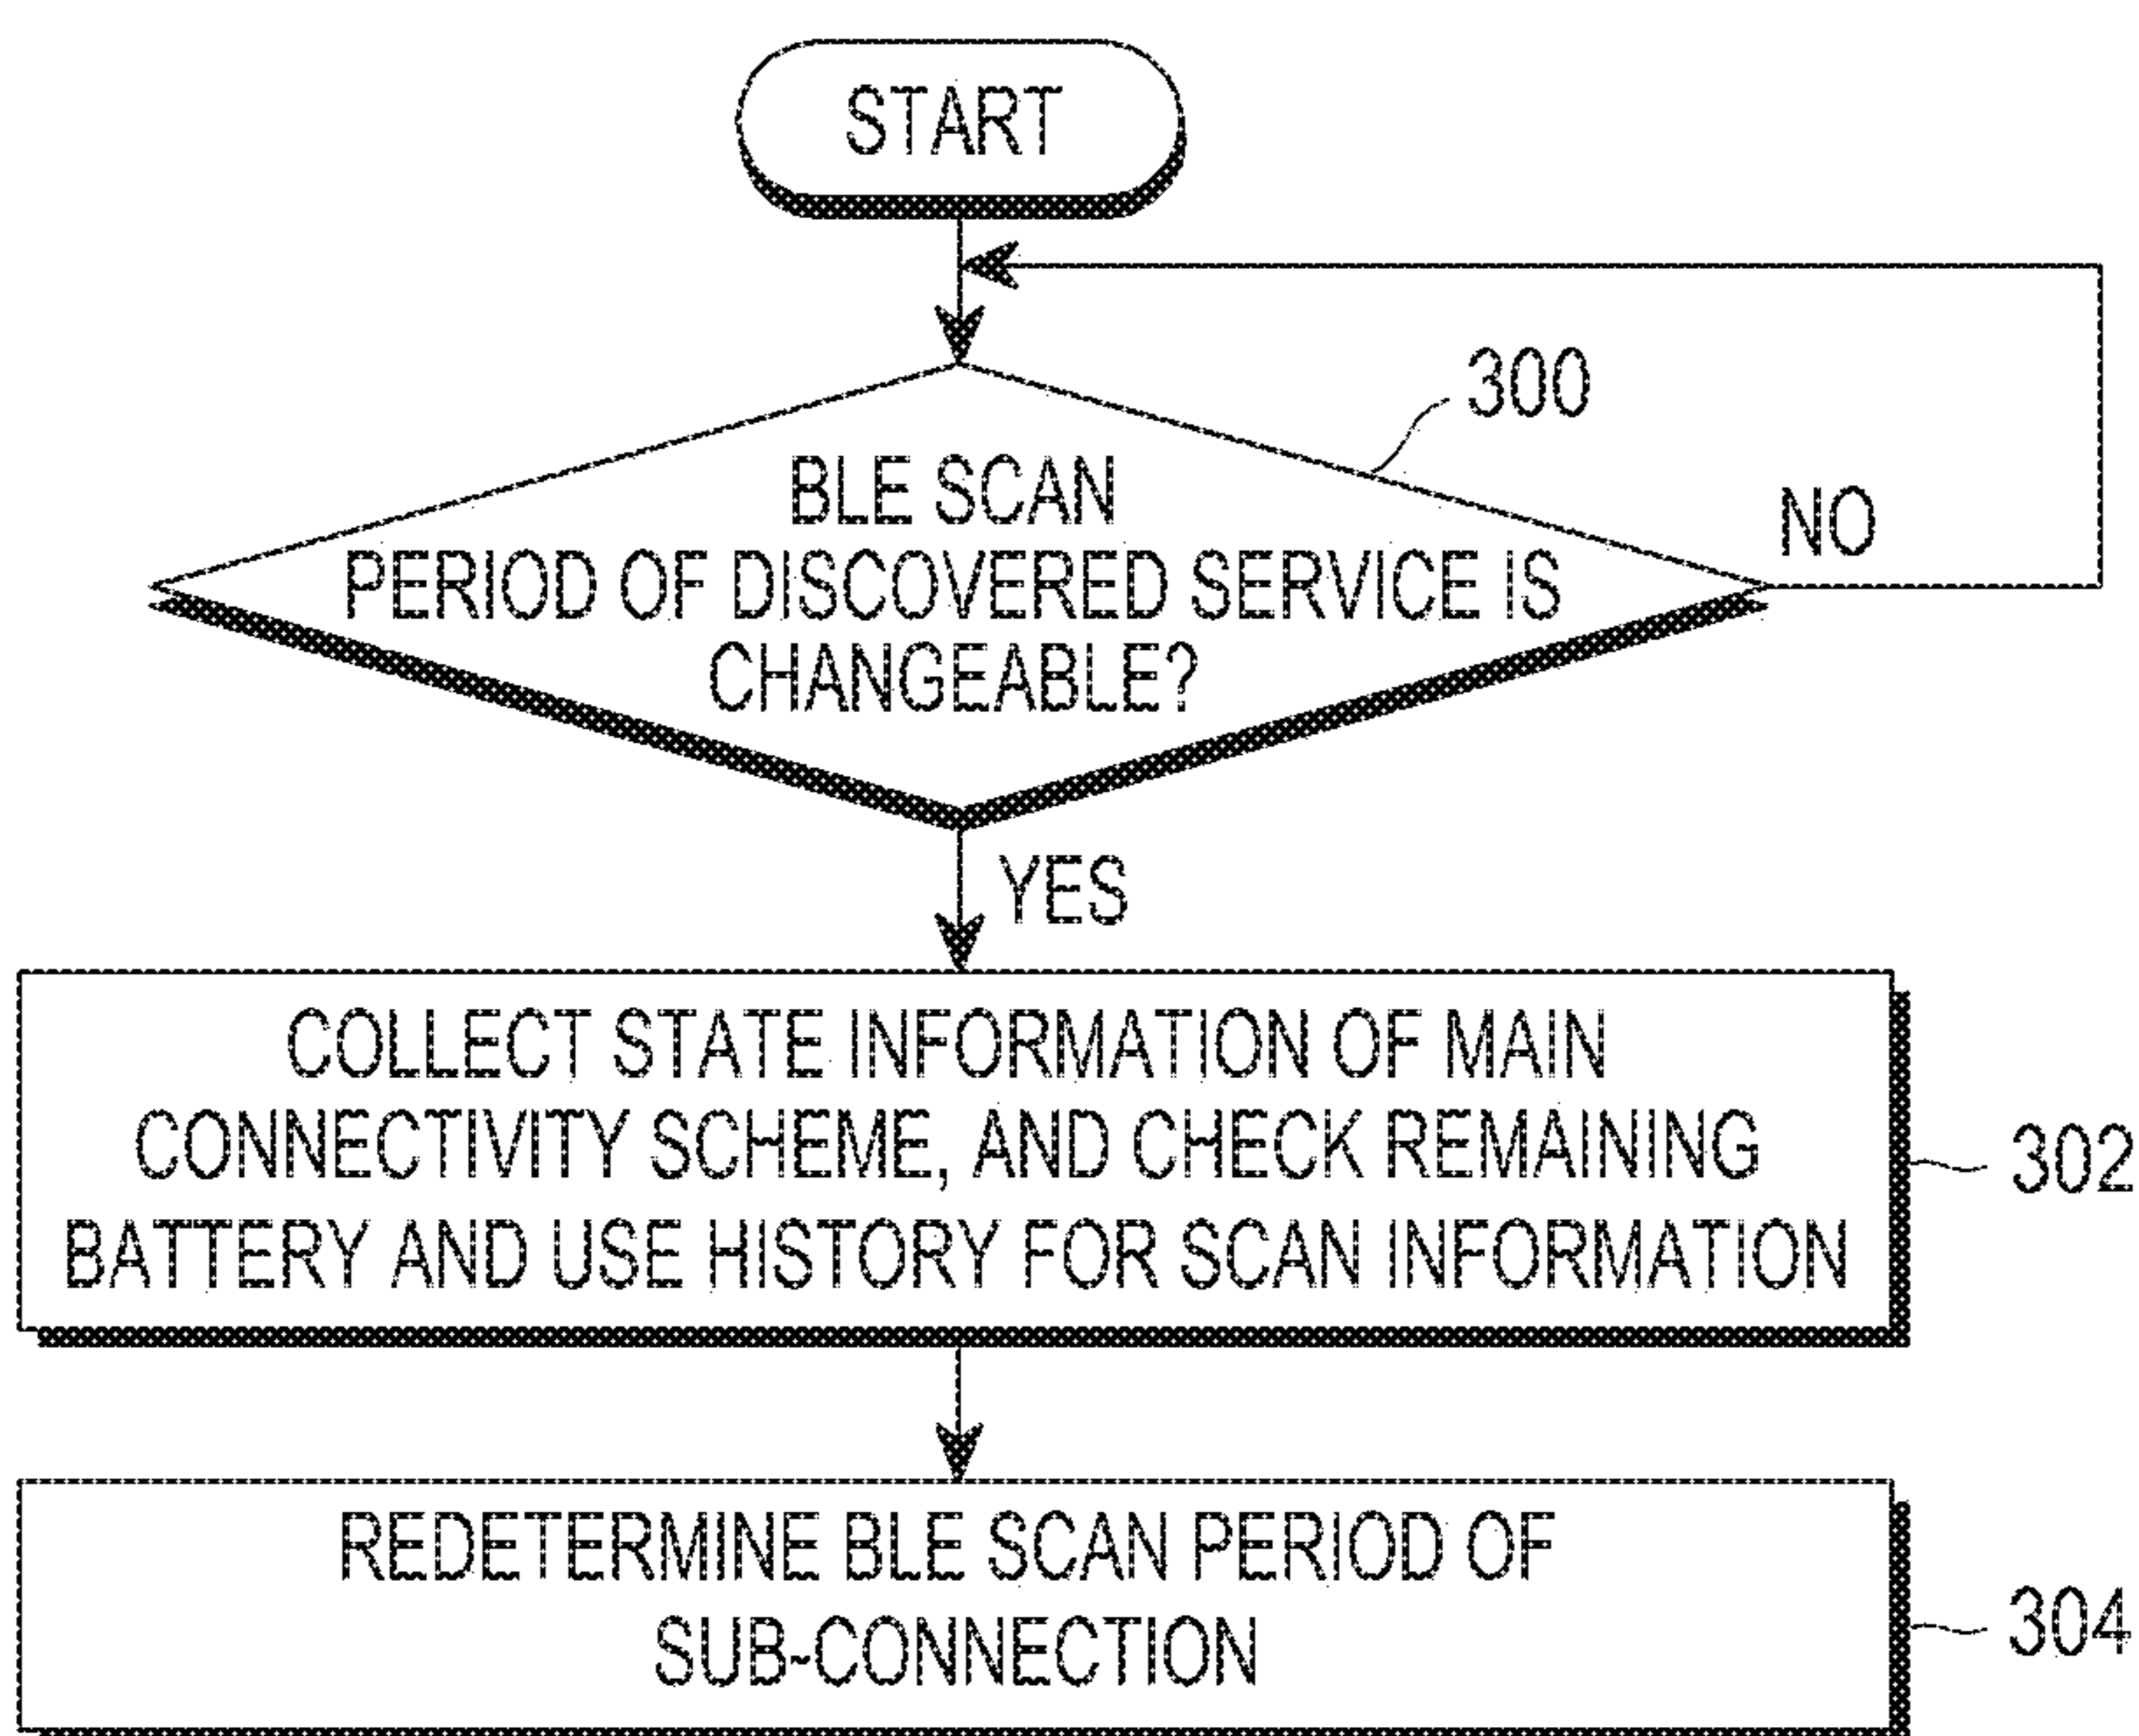 START
300
BLE SCAN
NO
PERIOD OF DISCOVERED SERVICE IS
CHANGEABLE?
YES
COLLECT STATE INFORMATION OF MAIN
CONNECTIVITY SCHEME, AND CHECK REMAINING
302
BATTERY AND USE HISTORY FOR SCAN INFORMATION
REDETERMINE BLE SCAN PERIOD OF
304
SUB-CONNECTION